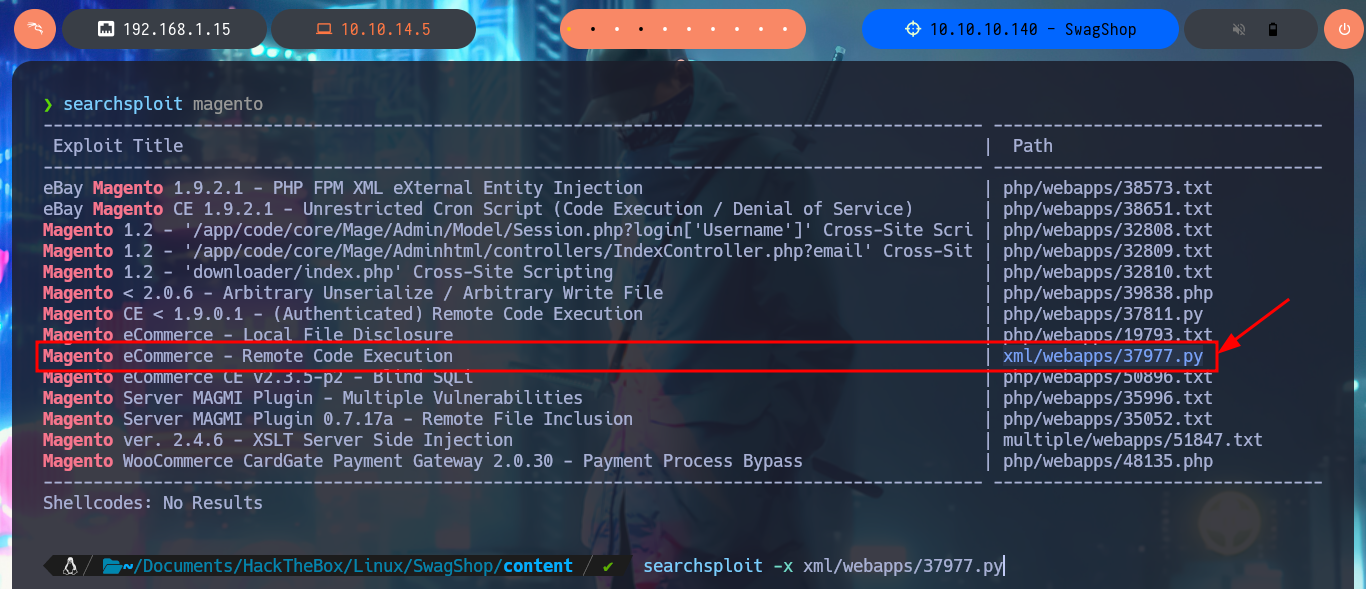 192.168.1.15 10.10.14.5 10.10.10.140 - SwagShop
❯ searchsploit magento
---------------------------------------------------------------------------------------------- ---------------------------------
Exploit Title | Path
---------------------------------------------------------------------------------------------- ---------------------------------
eBay Magento 1.9.2.1 - PHP FPM XML eXternal Entity Injection | php/webapps/38573.txt
eBay Magento CE 1.9.2.1 - Unrestricted Cron Script (Code Execution / Denial of Service) | php/webapps/38651.txt
Magento 1.2 - '/app/code/core/Mage/Admin/Model/Session.php?login['Username']' Cross-Site Scri | php/webapps/32808.txt
Magento 1.2 - '/app/code/core/Mage/Adminhtml/controllers/IndexController.php?email' Cross-Sit | php/webapps/32809.txt
Magento 1.2 - 'downloader/index.php' Cross-Site Scripting | php/webapps/32810.txt
Magento < 2.0.6 - Arbitrary Unserialize / Arbitrary Write File | php/webapps/39838.php
Magento CE < 1.9.0.1 - (Authenticated) Remote Code Execution | php/webapps/37811.py
Magento eCommerce - Local File Disclosure | php/webapps/19793.txt
Magento eCommerce - Remote Code Execution | xml/webapps/37977.py
Magento eCommerce CE v2.3.5-p2 - Blind SQLi | php/webapps/50896.txt
Magento Server MAGMI Plugin - Multiple Vulnerabilities | php/webapps/35996.txt
Magento Server MAGMI Plugin 0.7.17a - Remote File Inclusion | php/webapps/35052.txt
Magento ver. 2.4.6 - XSLT Server Side Injection | multiple/webapps/51847.txt
Magento WooCommerce CardGate Payment Gateway 2.0.30 - Payment Process Bypass | php/webapps/48135.php
---------------------------------------------------------------------------------------------- ---------------------------------
Shellcodes: No Results
~/Documents/HackTheBox/Linux/SwagShop/content ✔ searchsploit -x xml/webapps/37977.py